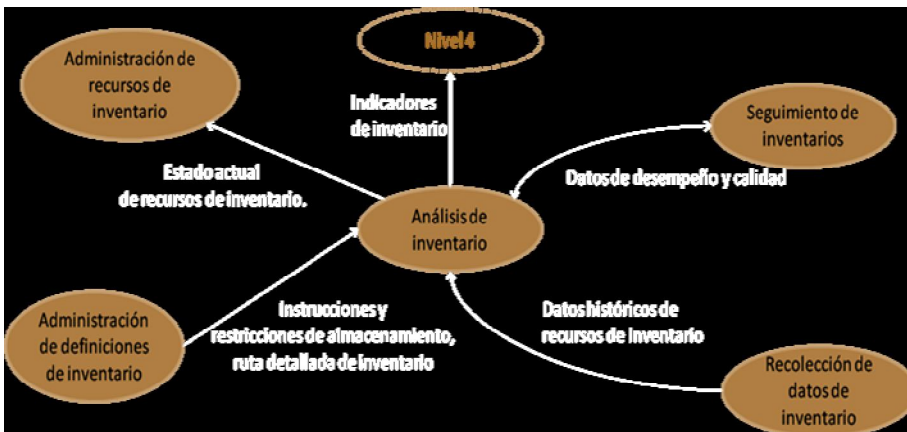 Administración de
recursos de
inventario
Nivel 4
Indicadores
de inventario
Seguimiento de
inventarios
Estado actual
de recursos de inventario.
Datos de desempeño y calidad
Análisis de
inventario
Administración
de definiciones
de inventario
Instrucciones y
restricciones de almacenamiento,
ruta detallada de inventario
Datos históricos de
recursos de inventario
Recolección de
datos de
inventario